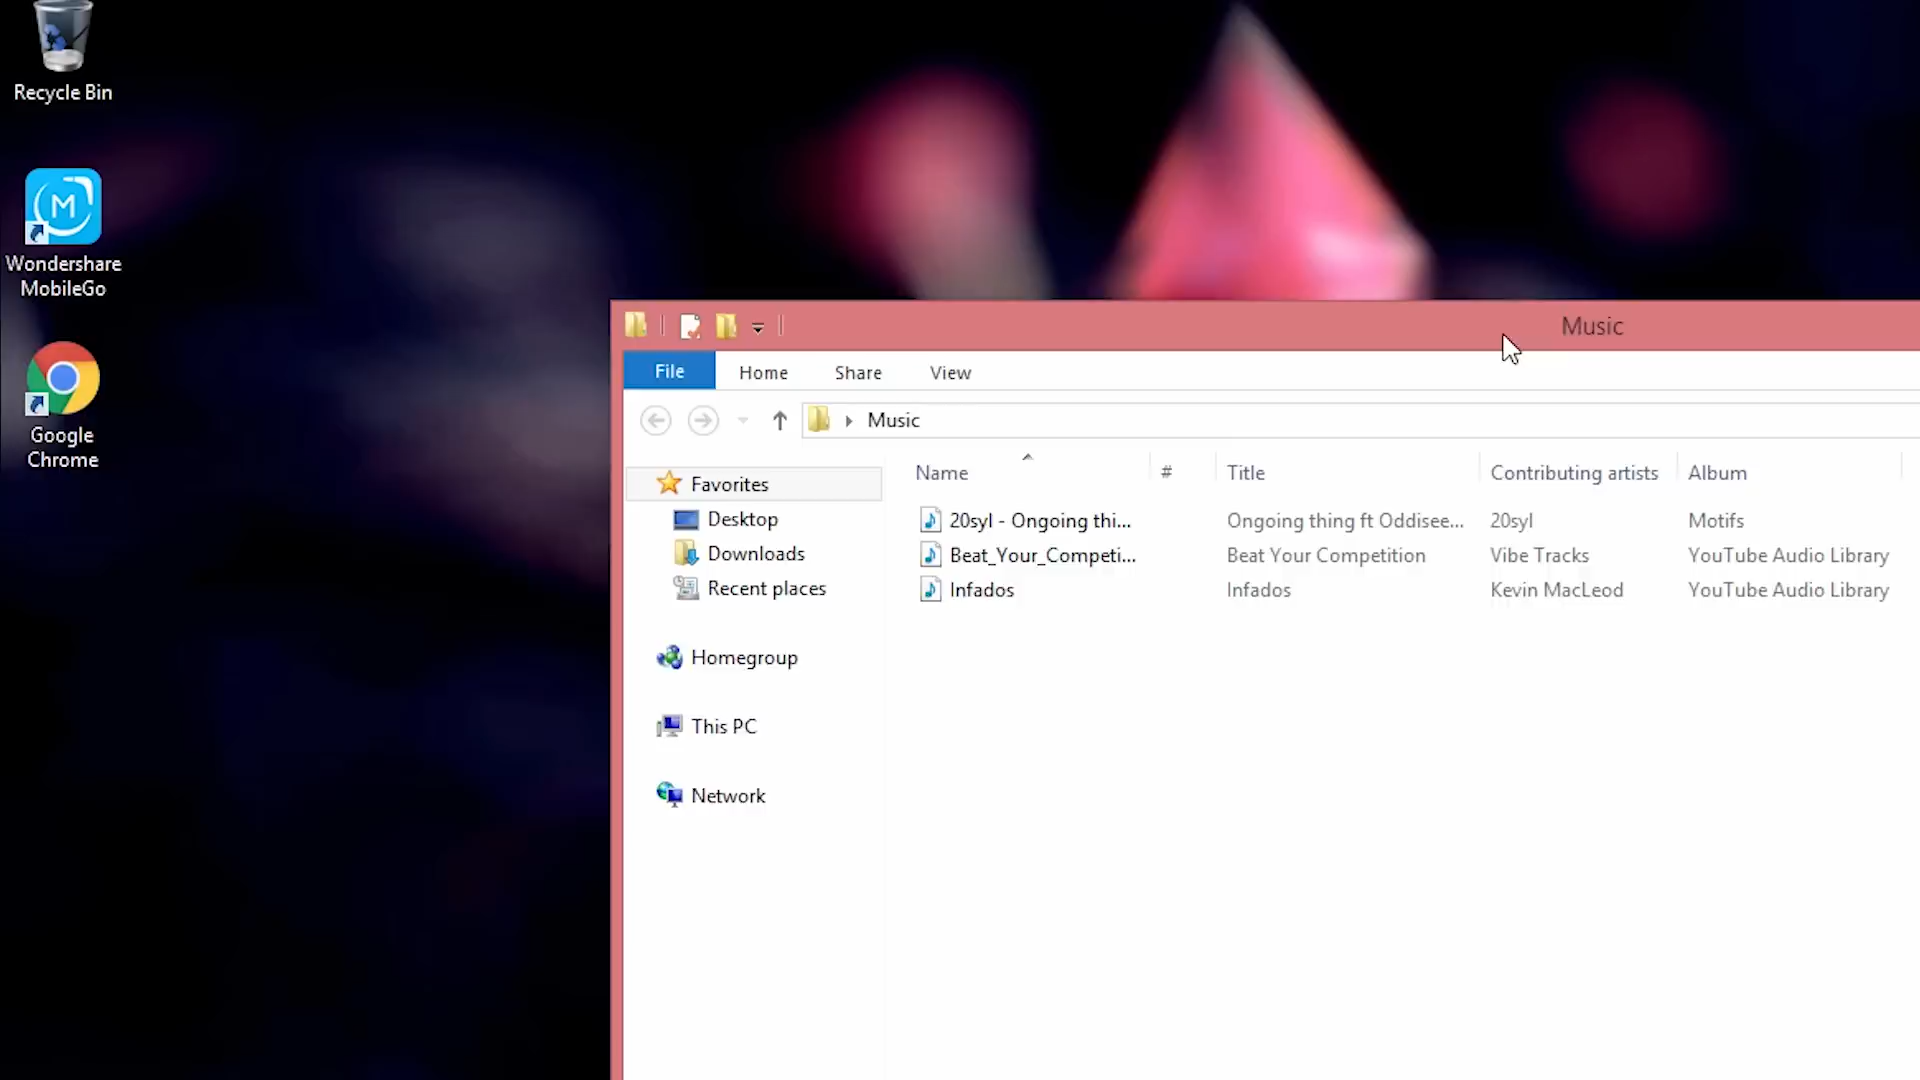 Recycle Bin
Wondershare
MobileGo
Google
Chrome
Music
File Home Share View
Music
Name # Title Contributing artists Album
20syl - Ongoing thi... Ongoing thing ft Oddisee... 20syl Motifs
Beat_Your_Competi... Beat Your Competition Vibe Tracks YouTube Audio Library
Infados Infados Kevin MacLeod YouTube Audio Library
Favorites
Desktop
Downloads
Recent places
Homegroup
This PC
Network